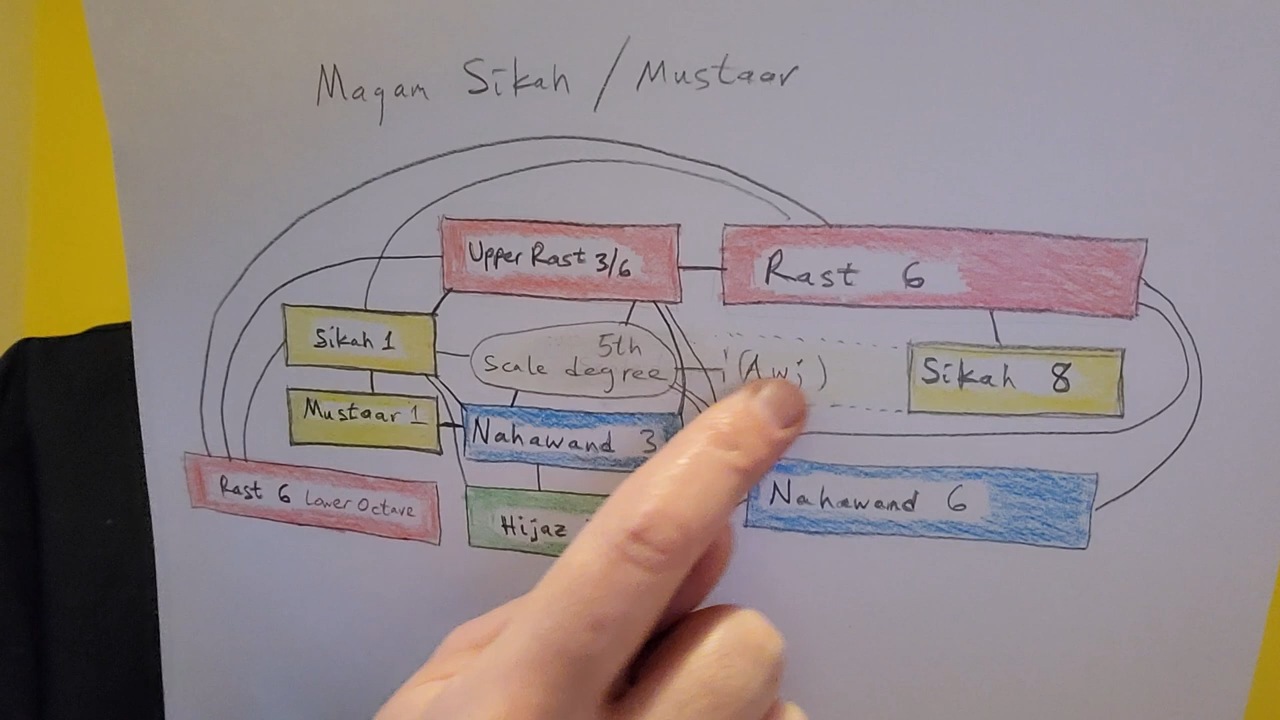 Maqam Sikah / Mustaar
Upper Rast 3/6
Rast 6
Sikah 1
5th
Scale degree
(Awj)
Sikah 8
Mustaar 1
Nahawand 3
Rast 6 Lower Octave
Hijaz
Nahawand 6